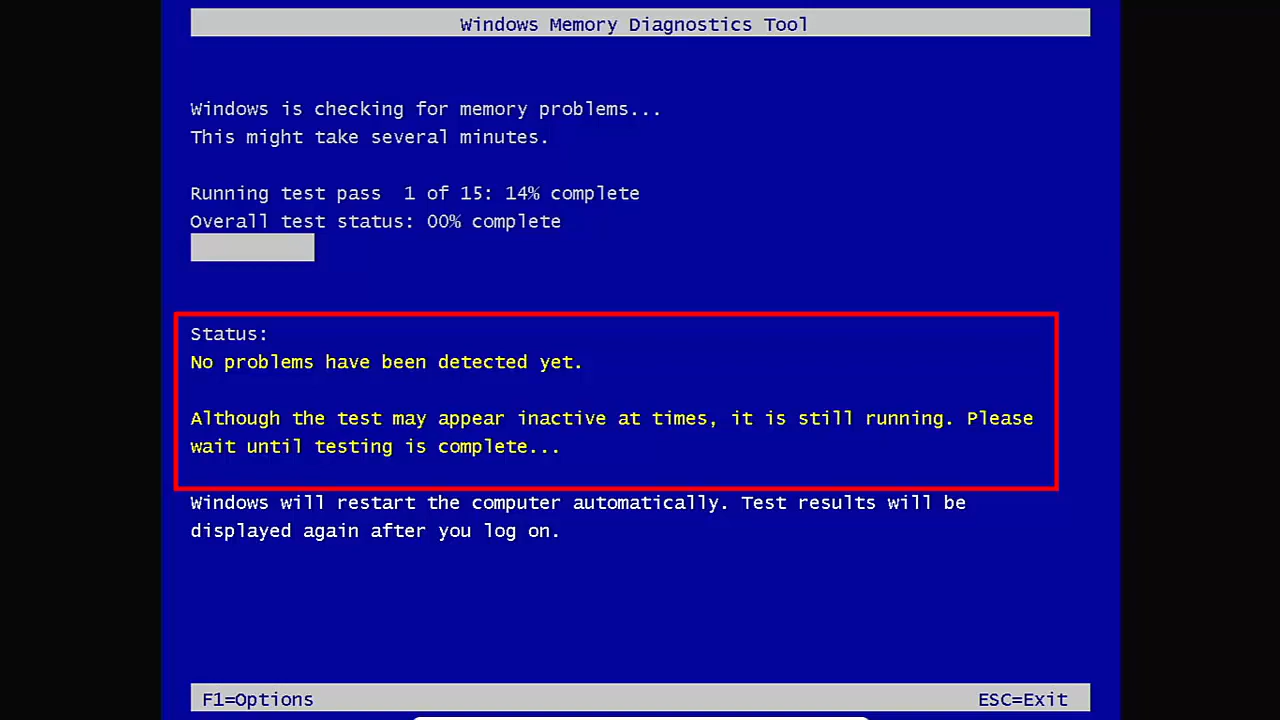 Windows Memory Diagnostics Tool
Windows is checking for memory problems...
This might take several minutes.
Running test pass 1 of 15: 14% complete
Overall test status: 00% complete
Status:
No problems have been detected yet.
Although the test may appear inactive at times, it is still running. Please
wait until testing is complete...
Windows will restart the computer automatically. Test results will be
displayed again after you log on.
F1=Options ESC=Exit